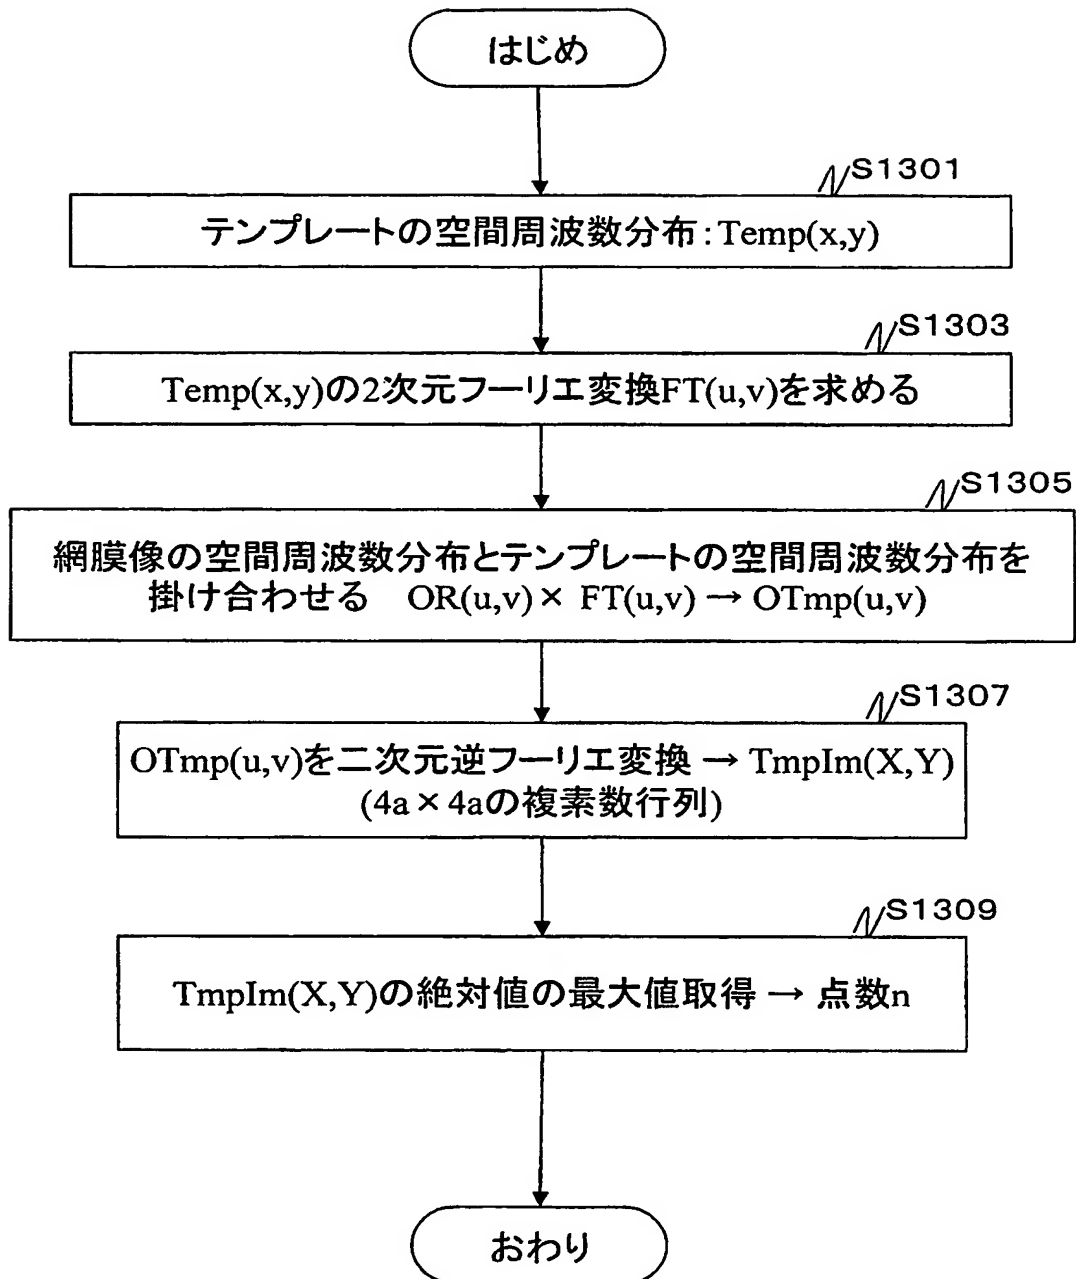 はじめ
S1301
テンプレートの空間周波数分布:Temp(x,y)
S1303
Temp(x,y)の2次元フーリエ変換FT(u,v)を求める
S1305
網膜像の空間周波数分布とテンプレートの空間周波数分布を
掛け合わせる OR(u,v)× FT(u,v) → OTmp(u,v)
S1307
OTmp(u,v)を二次元逆フーリエ変換 → TmpIm(X,Y)
(4a×4aの複素数行列)
S1309
TmpIm(X,Y)の絶対値の最大値取得 → 点数n
おわり